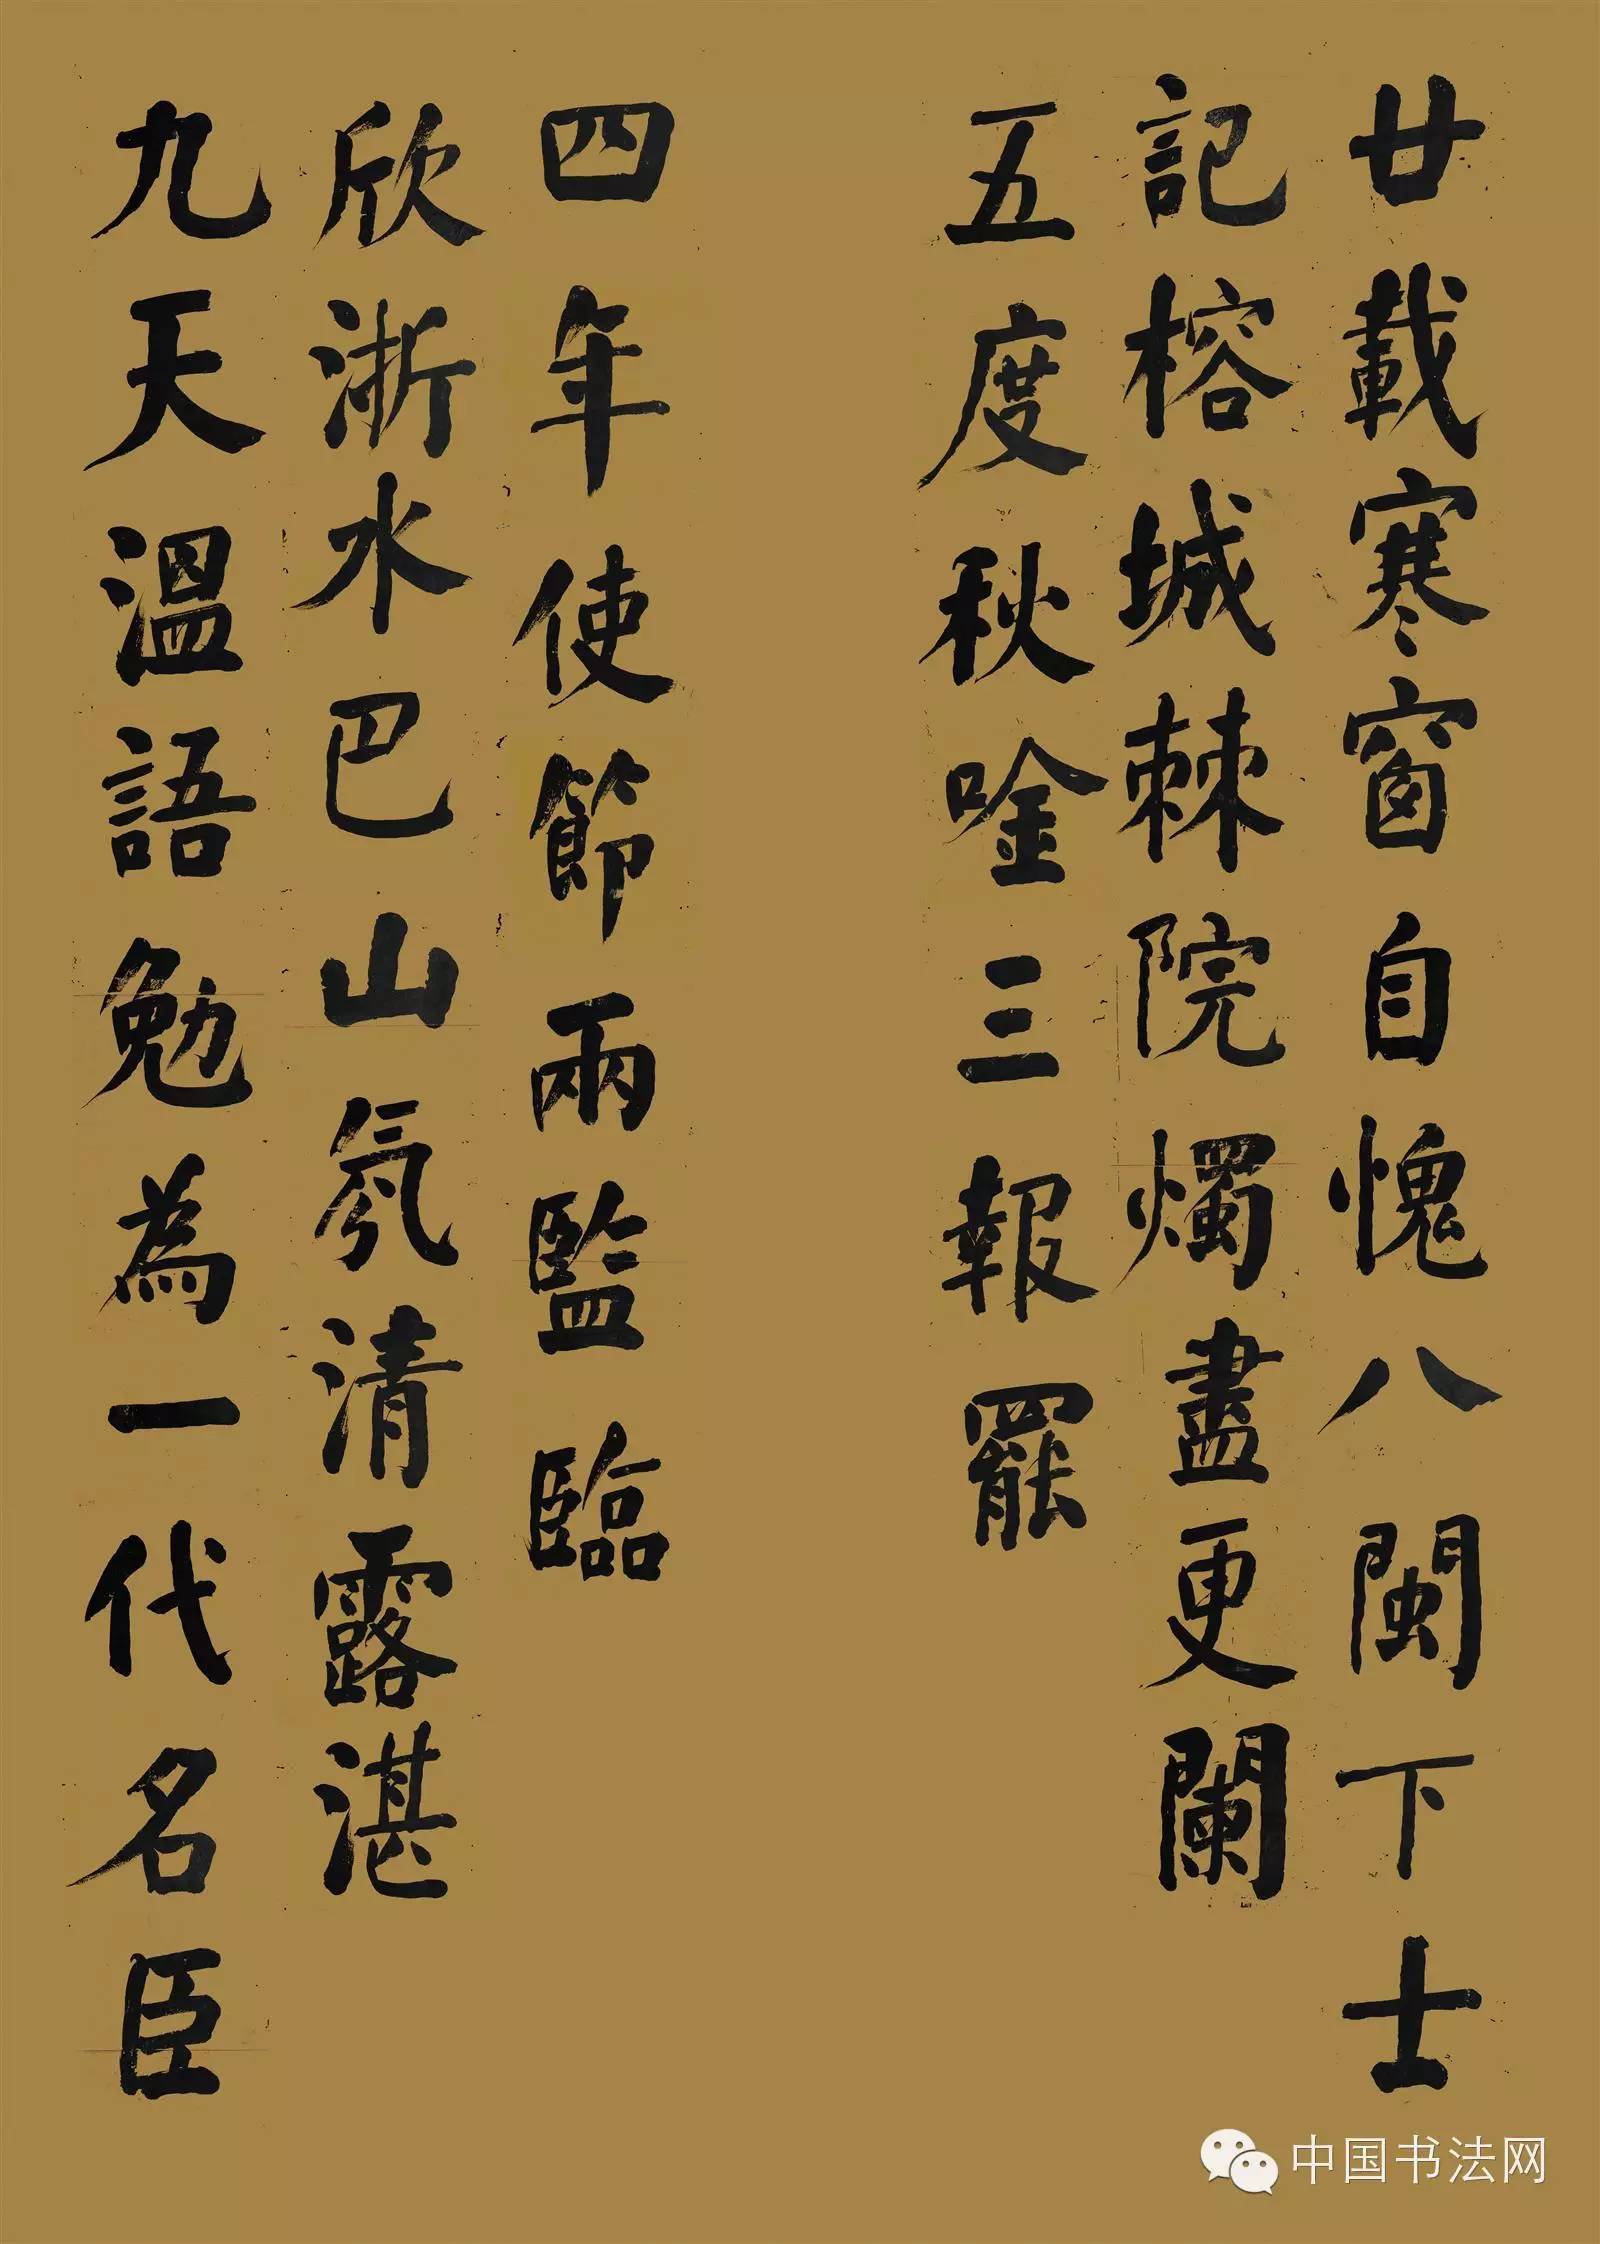 廿載寒窗自愧八閩下士
記榕城棘院燭盡更闌
五度秋唫三報罷
四年使節兩監臨
欣浙水巴山氛清露湛
九天溫語勉為一代名臣
中国书法网